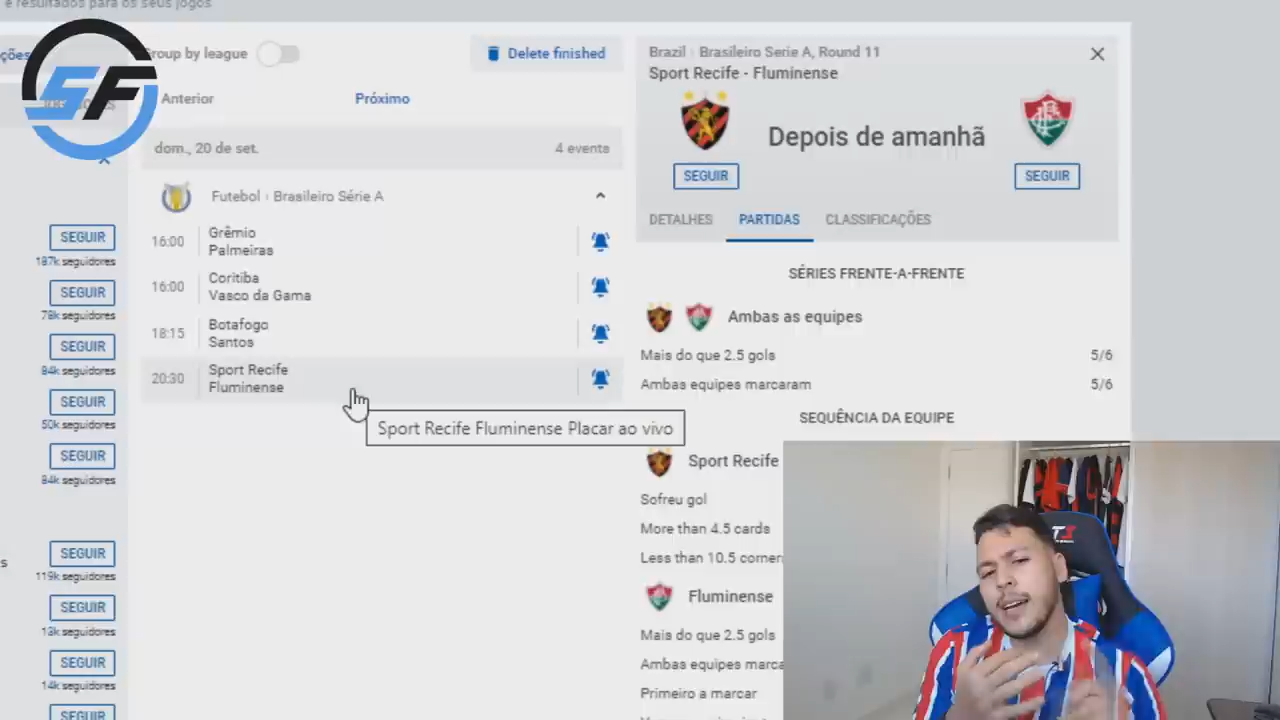 e resultados para os seus jogos
SF
ções
Group by league
Delete finished
Anterior
Próximo
dom., 20 de set.
4 events
Futebol
Brasileiro Série A
16:00
Grêmio
Palmeiras
16:00
Coritiba
Vasco da Gama
18:15
Botafogo
Santos
20:30
Sport Recife
Fluminense
Sport Recife Fluminense Placar ao vivo
SEGUIR
187k seguidores
SEGUIR
78k seguidores
SEGUIR
84k seguidores
SEGUIR
50k seguidores
SEGUIR
84k seguidores
SEGUIR
119k seguidores
SEGUIR
13k seguidores
SEGUIR
14k seguidores
SEGUIR
Brazil
Brasileiro Serie A, Round 11
Sport Recife - Fluminense
Depois de amanhã
SEGUIR
SEGUIR
DETALHES
PARTIDAS
CLASSIFICAÇÕES
SÉRIES FRENTE-A-FRENTE
Ambas as equipes
Mais do que 2.5 gols
5/6
Ambas equipes marcaram
5/6
SEQUÊNCIA DA EQUIPE
Sport Recife
Sofreu gol
More than 4.5 cards
Less than 10.5 corner
Fluminense
Mais do que 2.5 gols
Ambas equipes marca
Primeiro a marcar